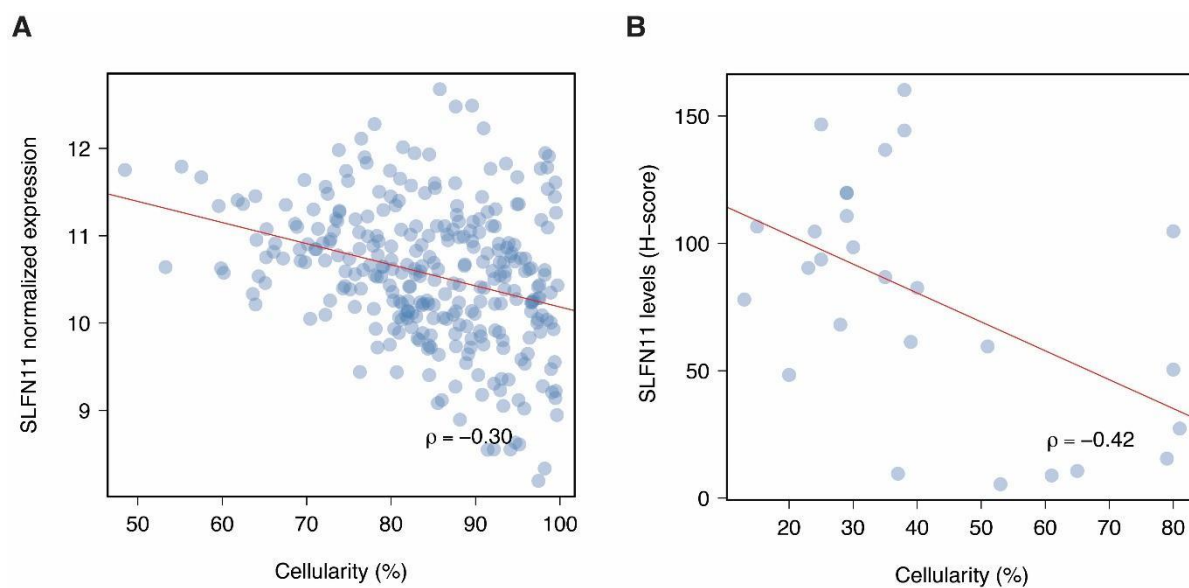 A
SLFN11 normalized expression
12
11
10
9
ρ = −0.30
50 60 70 80 90 100
Cellularity (%)
B
SLFN11 levels (H−score)
150
100
50
0
ρ = −0.42
20 30 40 50 60 70 80
Cellularity (%)